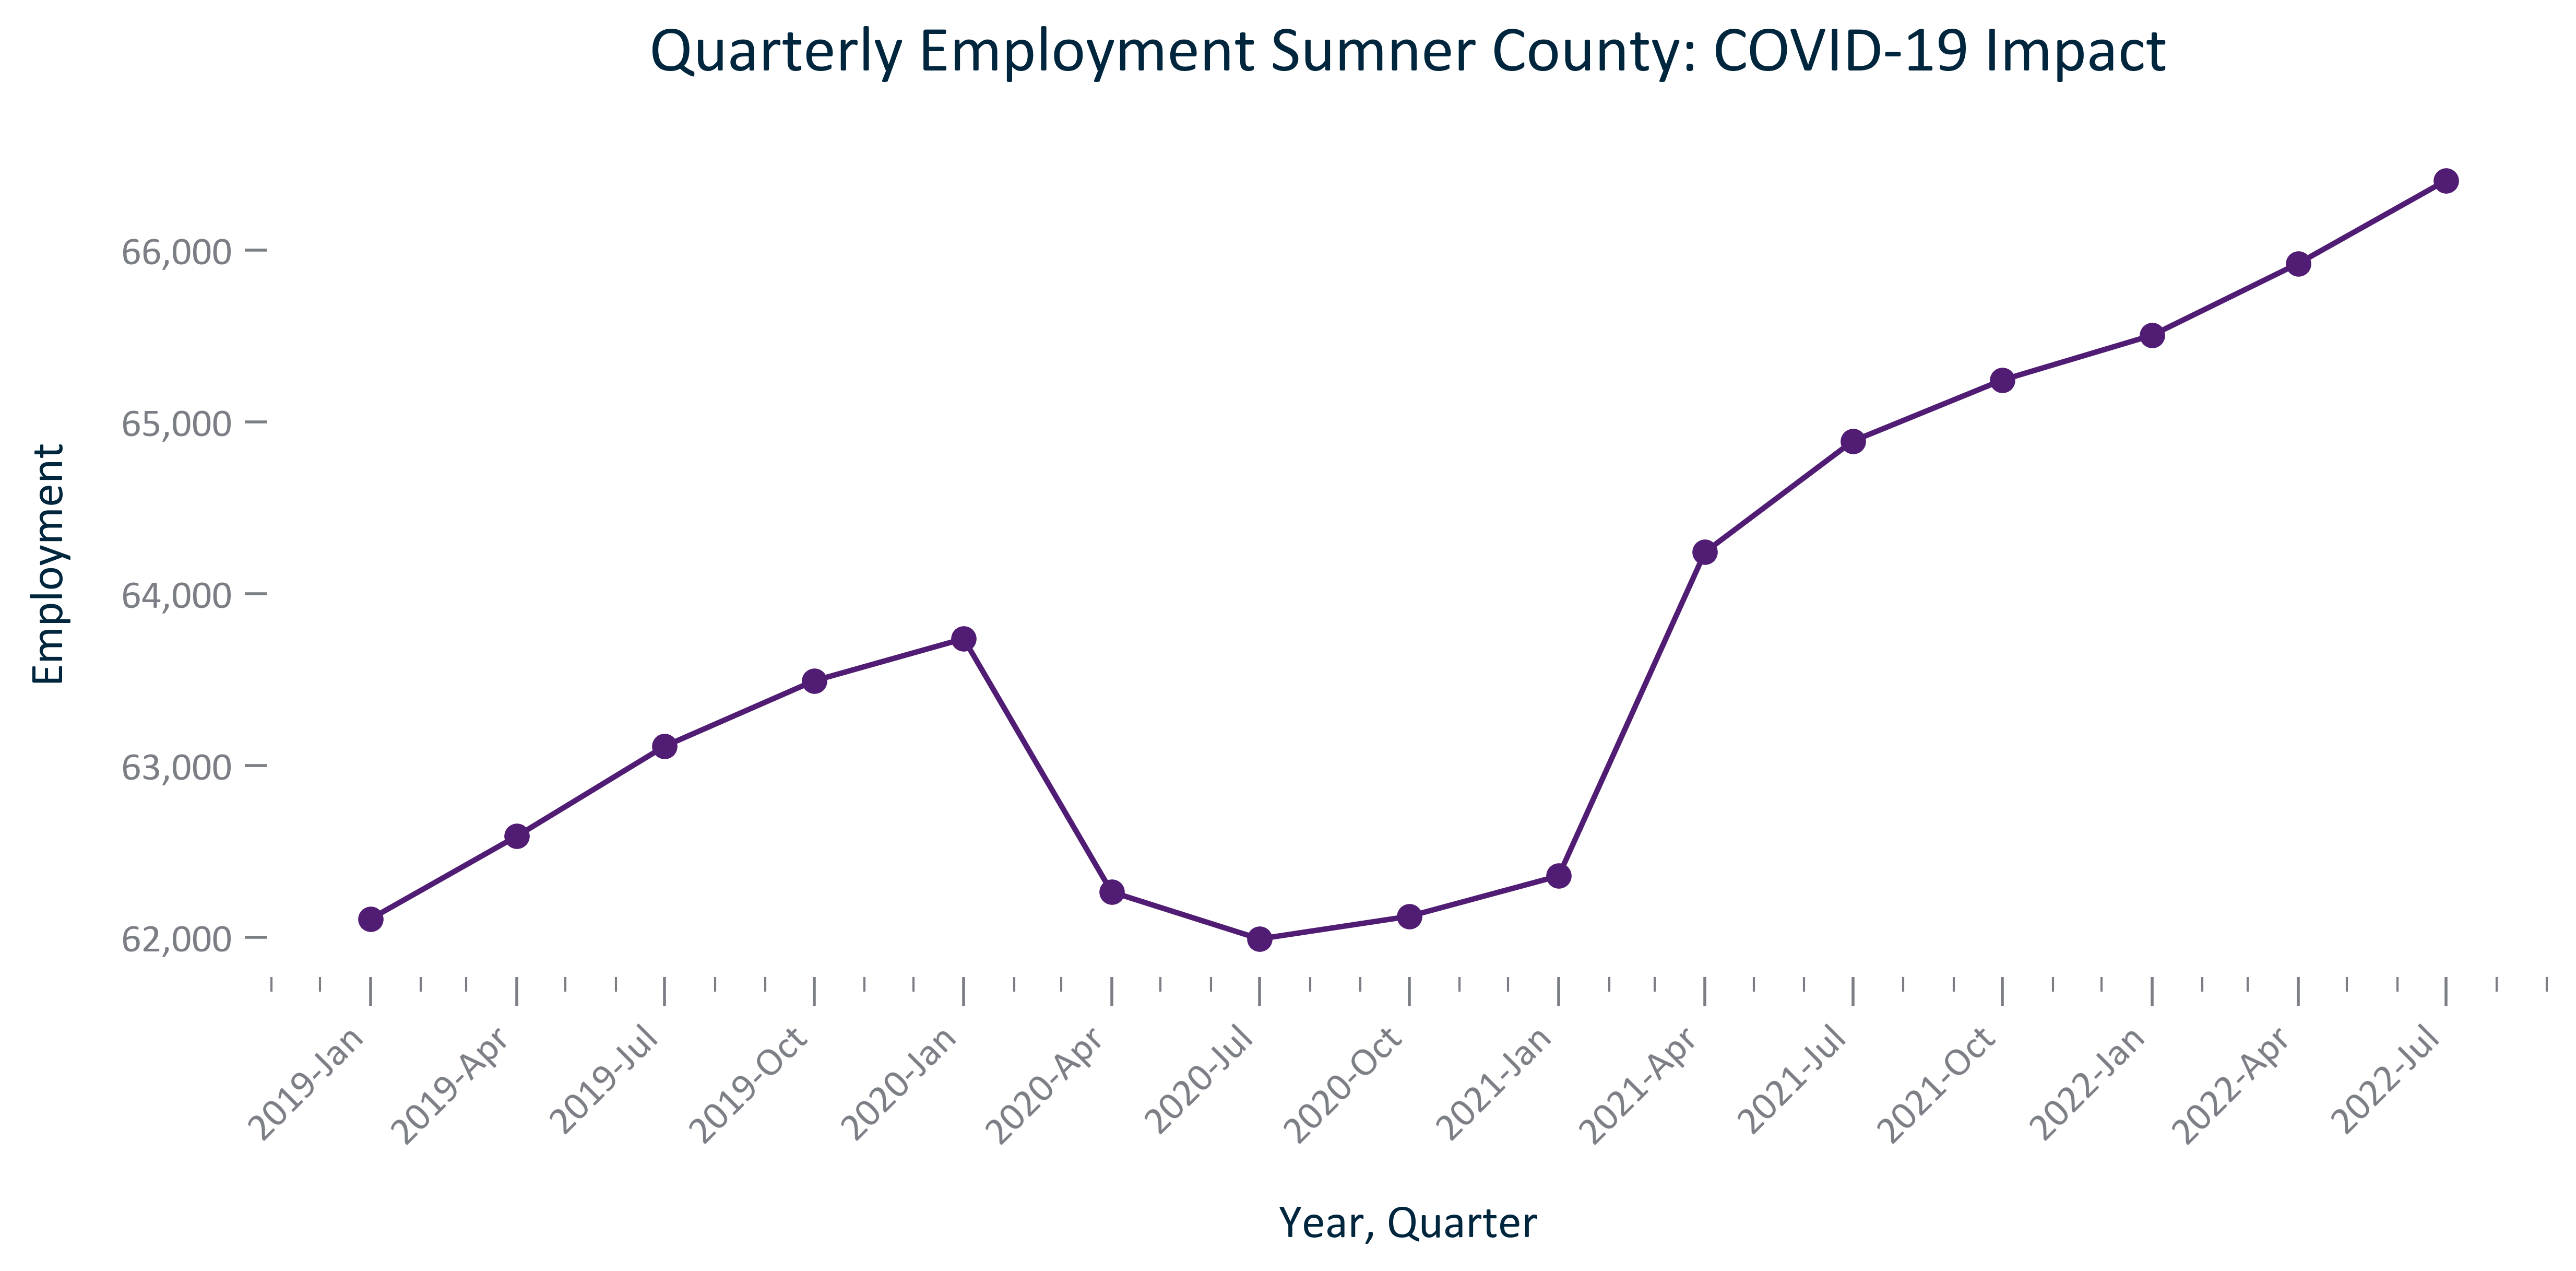 Quarterly Employment Sumner County: COVID-19 Impact
Employment
66,000
65,000
64,000
63,000
62,000
2019-Jan
2019-Apr
2019-Jul
2019-Oct
2020-Jan
2020-Apr
2020-Jul
2020-Oct
2021-Jan
2021-Apr
2021-Jul
2021-Oct
2022-Jan
2022-Apr
2022-Jul
Year, Quarter